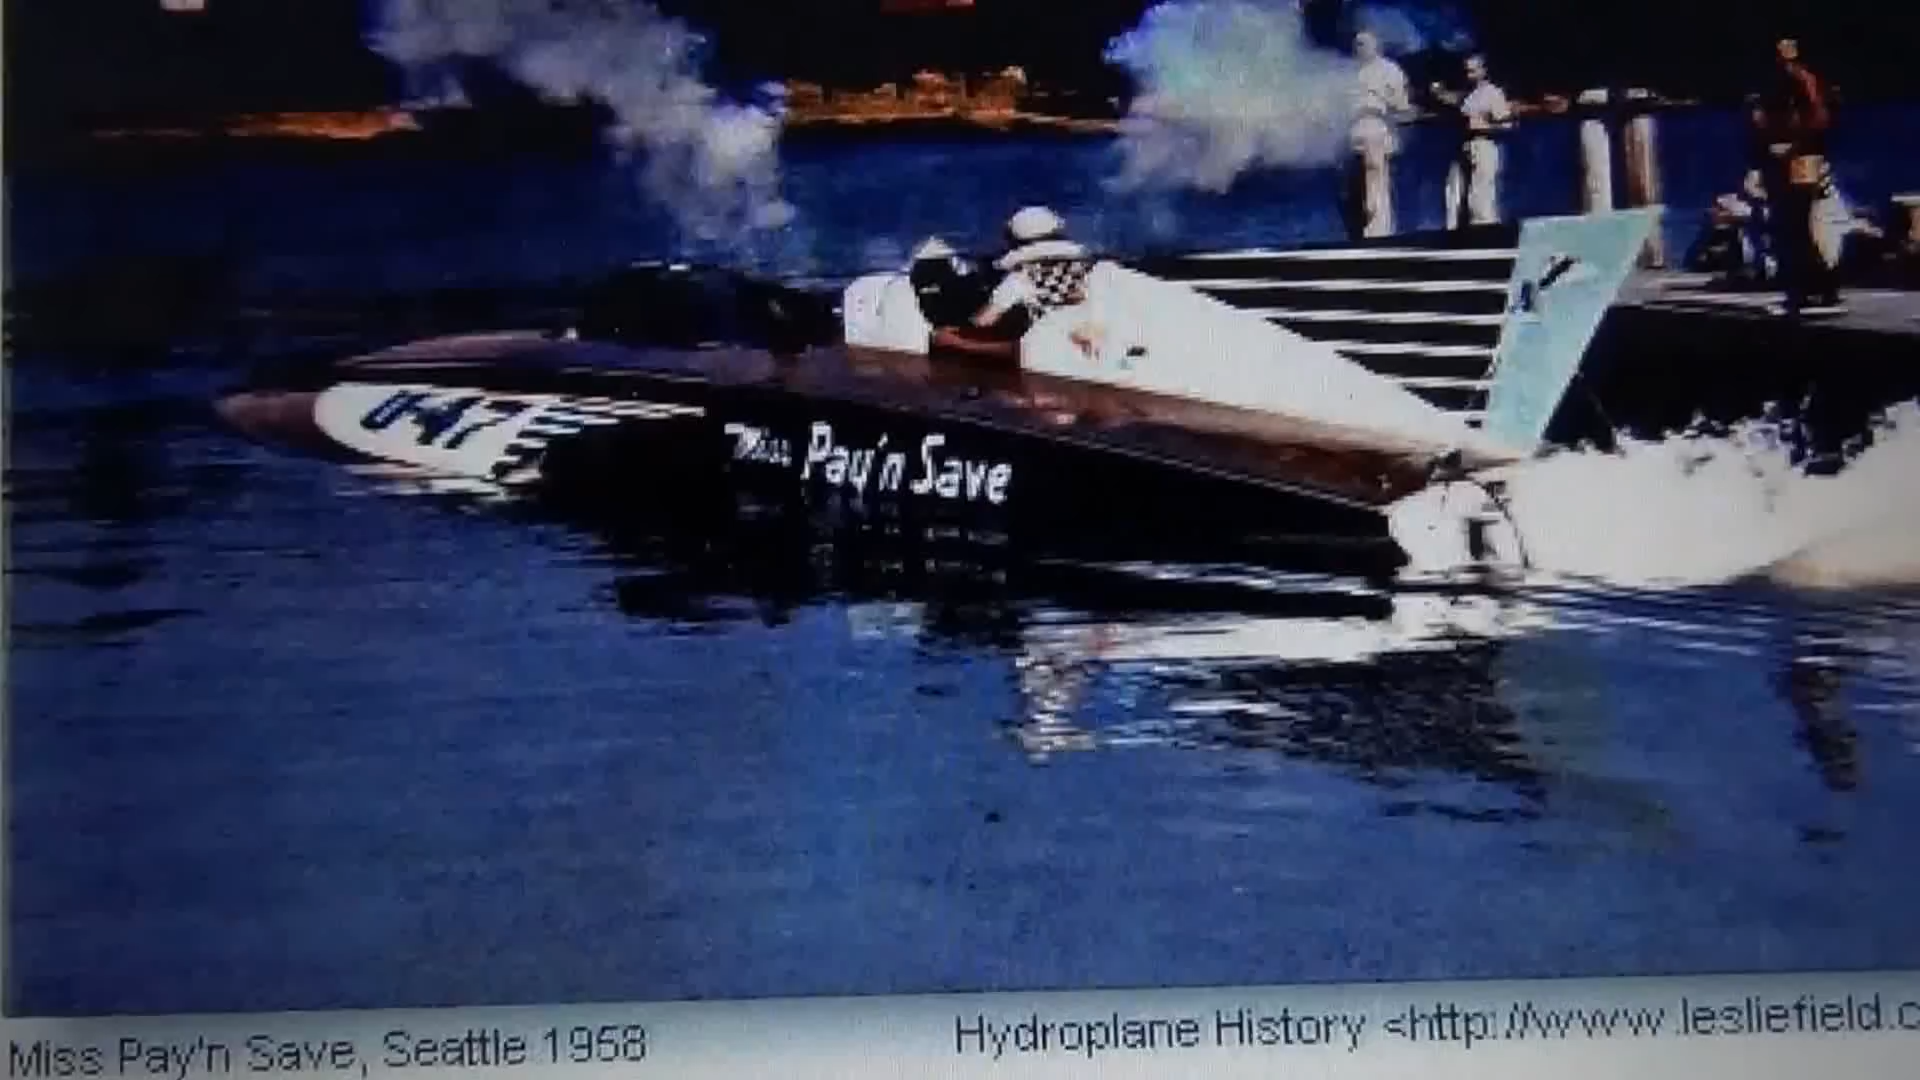 U-47
Miss Pay'n Save
Miss Pay'n Save, Seattle 1958
Hydroplane History <http://www.lesliefield.c